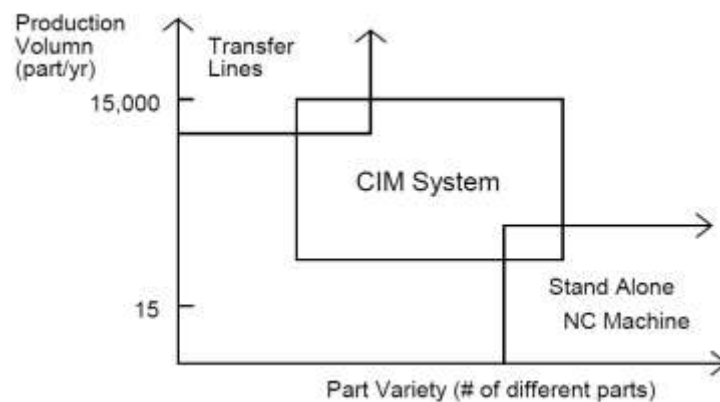 Production
Volumn
(part/yr)
Transfer
Lines
15,000
CIM System
15
Stand Alone
NC Machine
Part Variety (# of different parts)